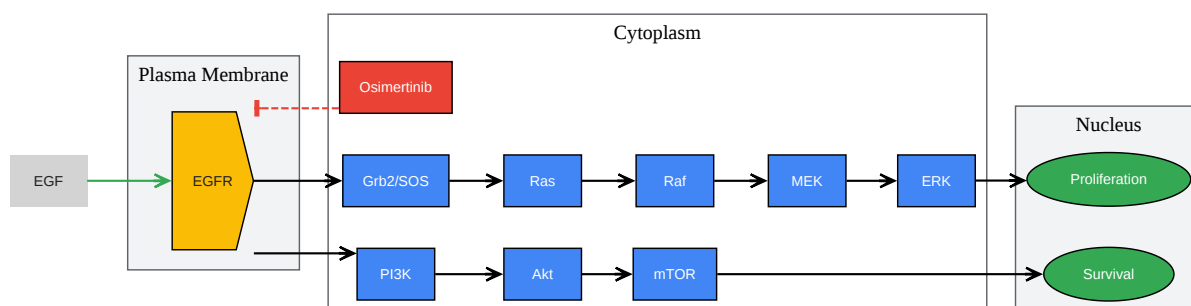 Cytoplasm
Plasma Membrane
Osimertinib
Nucleus
EGF
EGFR
Grb2/SOS
Ras
Raf
MEK
ERK
Proliferation
PI3K
Akt
mTOR
Survival